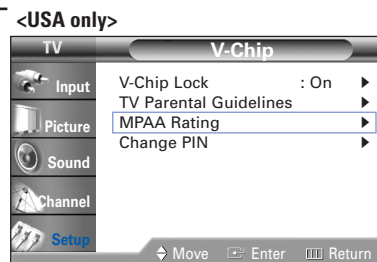 <USA only>
TV
V-Chip
Input
Picture
Sound
Channel
Setup
V-Chip Lock : On
TV Parental Guidelines
MPAA Rating
Change PIN
Move Enter Return